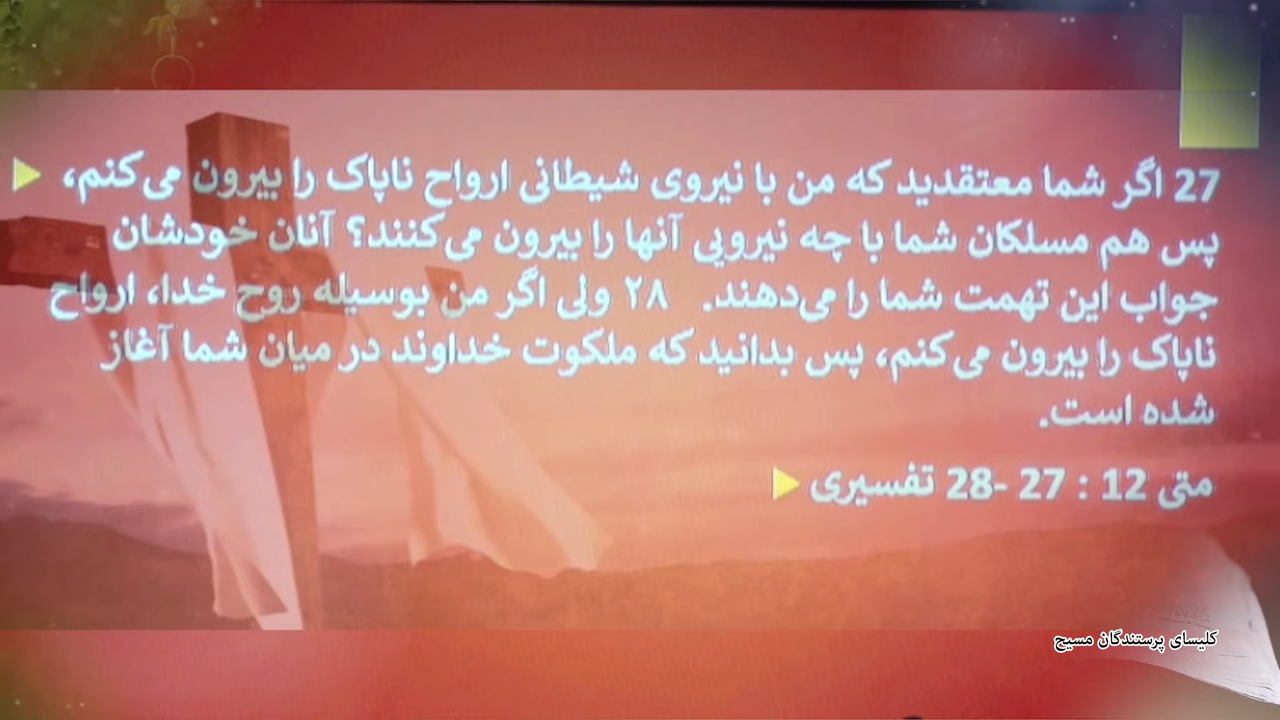 27 اگر شما معتقدید که من با نیروی شیطانی ارواح ناپاک را بیرون می‌کنم،
پس هم مسلکان شما با چه نیرویی آنها را بیرون می‌کنند؟ آنان خودشان
جواب این تهمت شما را می‌دهند. ۲۸ ولی اگر من بوسیله روح خدا، ارواح
ناپاک را بیرون می‌کنم، پس بدانید که ملکوت خداوند در میان شما آغاز
شده است.
متی 12 : 27 -28 تفسیری
کلیسای پرستندگان مسیح